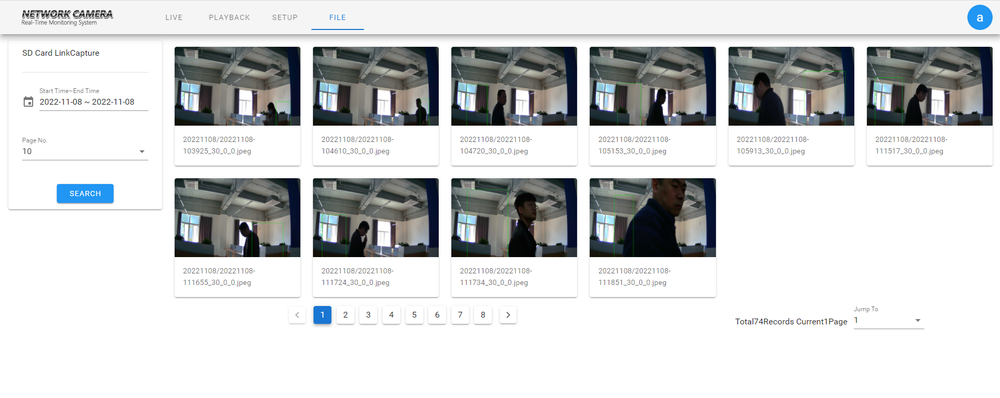 NETWORK CAMERA
Real-Time Monitoring System
LIVE
PLAYBACK
SETUP
FILE
a
SD Card LinkCapture
Start Time~End Time
2022-11-08 ~ 2022-11-08
Page No.
10
SEARCH
20221108/20221108-
103925_30_0_0.jpeg
20221108/20221108-
104610_30_0_0.jpeg
20221108/20221108-
104720_30_0_0.jpeg
20221108/20221108-
105153_30_0_0.jpeg
20221108/20221108-
105913_30_0_0.jpeg
20221108/20221108-
111517_30_0_0.jpeg
20221108/20221108-
111655_30_0_0.jpeg
20221108/20221108-
111724_30_0_0.jpeg
20221108/20221108-
111734_30_0_0.jpeg
20221108/20221108-
111851_30_0_0.jpeg
1 2 3 4 5 6 7 8
Total74Records Current1Page
Jump To
1